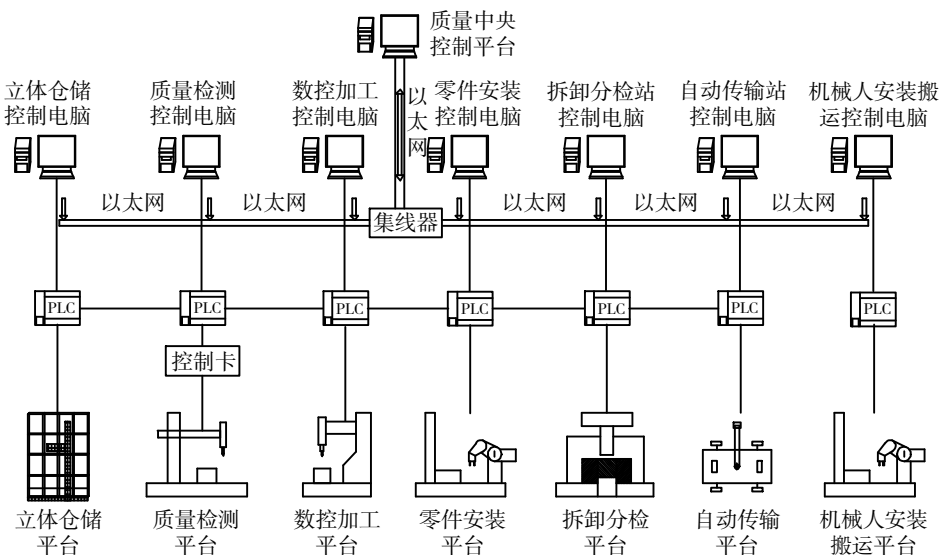 质量中央
控制平台
立体仓储
控制电脑
质量检测
控制电脑
数控加工
控制电脑
以太网
零件安装
控制电脑
拆卸分检站
控制电脑
自动传输站
控制电脑
机械人安装搬
运控制电脑
以太网
以太网
以太网
以太网
以太网
集线器
PLC
PLC
PLC
PLC
PLC
PLC
PLC
控制卡
立体仓储
平台
质量检测
平台
数控加工
平台
零件安装
平台
拆卸分检
平台
自动传输
平台
机械人安装
搬运平台